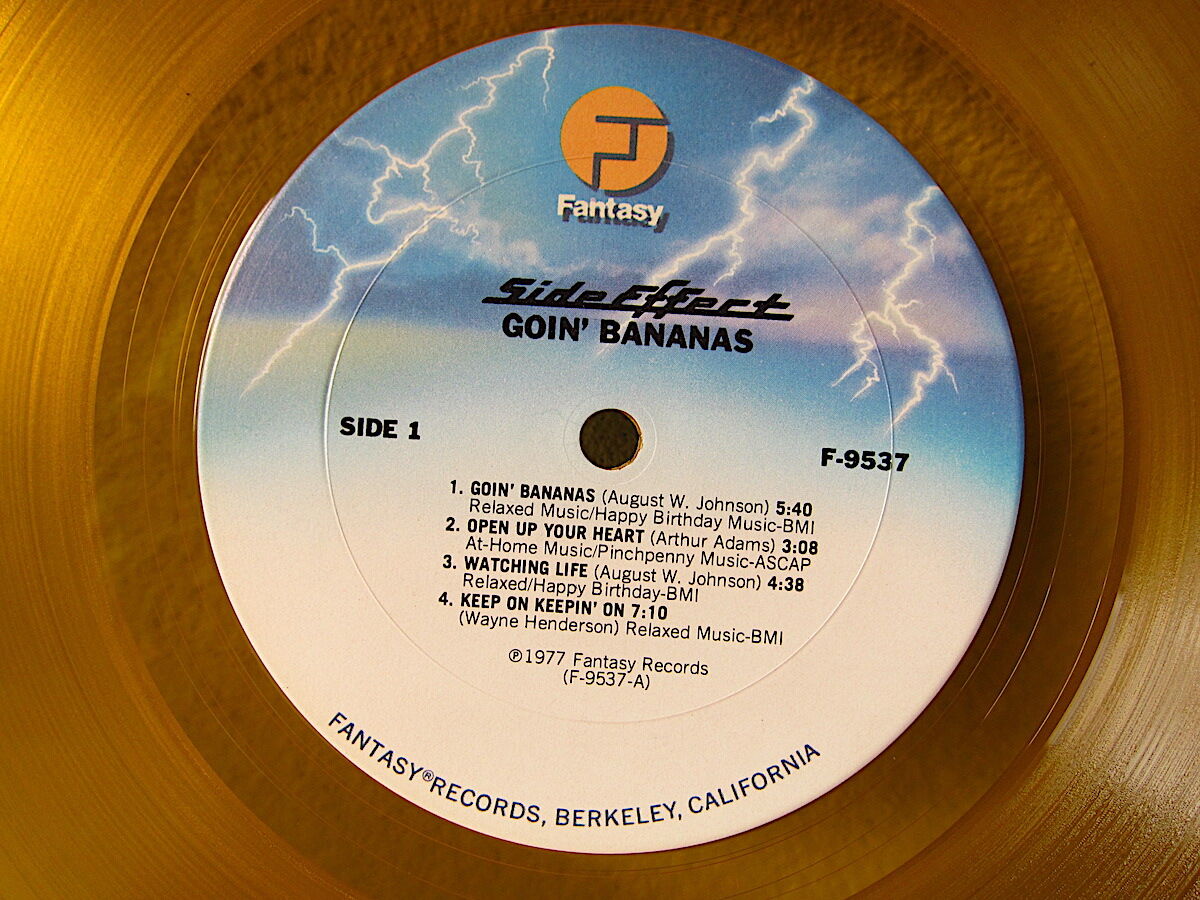 Fantasy
Side Effect
GOIN' BANANAS
SIDE 1
F-9537
1. GOIN' BANANAS (August W. Johnson) 5:40
Relaxed Music/Happy Birthday Music-BMI
2. OPEN UP YOUR HEART (Arthur Adams) 3:08
At-Home Music/Pinchpenny Music-ASCAP
3. WATCHING LIFE (August W. Johnson) 4:38
Relaxed/Happy Birthday-BMI
4. KEEP ON KEEPIN' ON 7:10
(Wayne Henderson) Relaxed Music-BMI
℗1977 Fantasy Records
(F-9537-A)
FANTASY® RECORDS, BERKELEY, CALIFORNIA